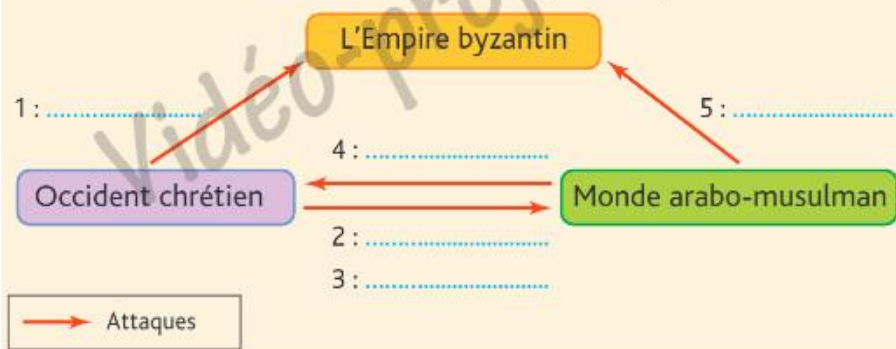 L'Empire byzantin
1 : ........................
5 : ........................
4 : ........................
Occident chrétien
Monde arabo-musulman
2 : ........................
3 : ........................
Attaques